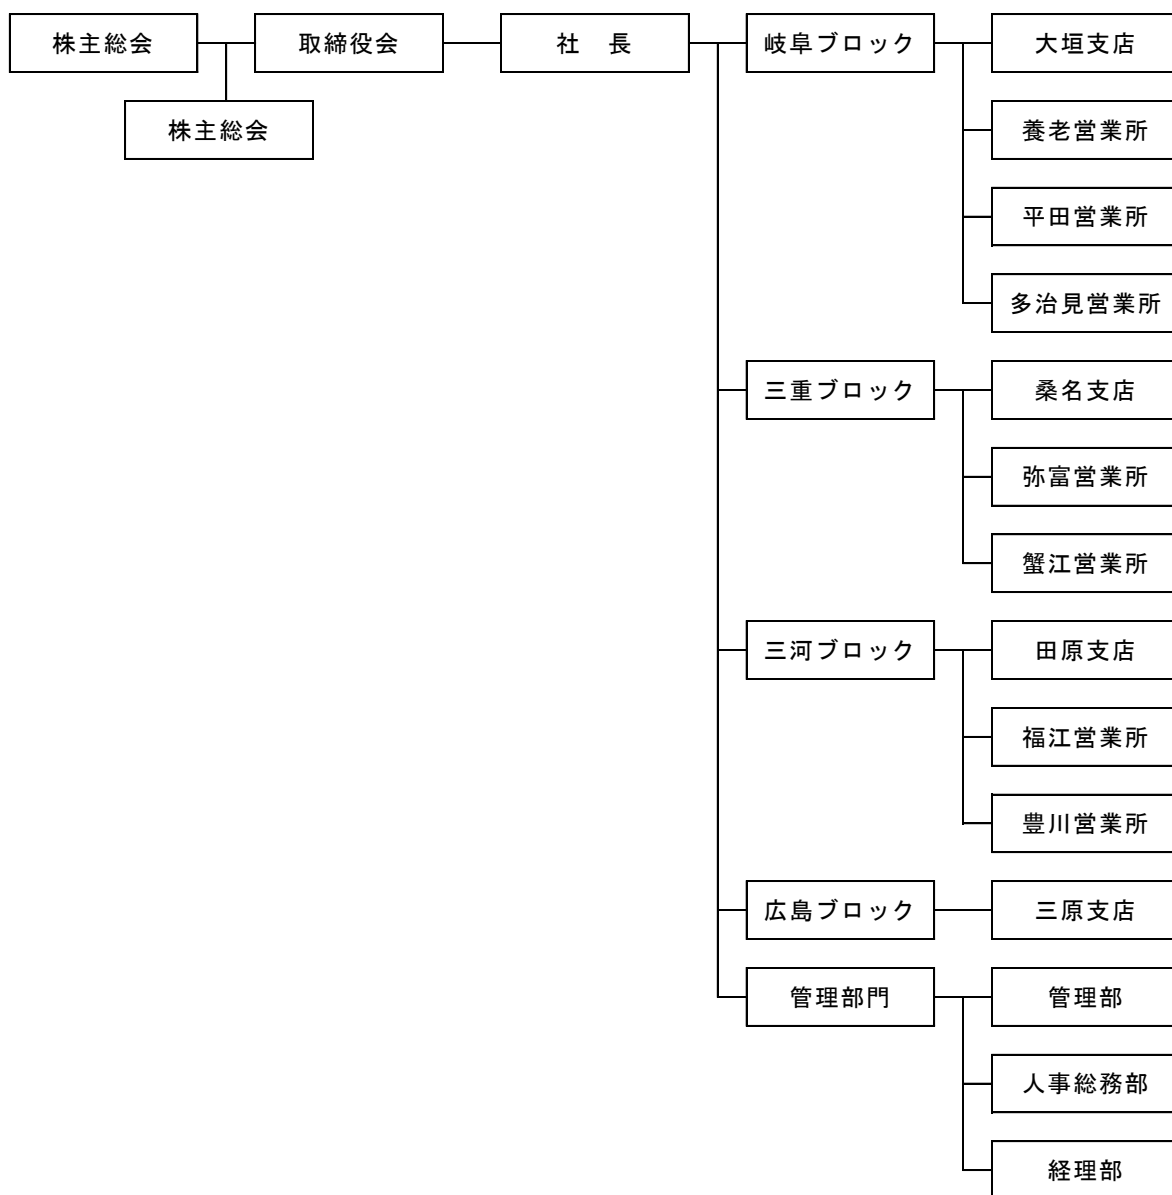 株主総会
取締役会
社　長
岐阜ブロック
大垣支店
株主総会
養老営業所
平田営業所
多治見営業所
三重ブロック
桑名支店
弥富営業所
蟹江営業所
三河ブロック
田原支店
福江営業所
豊川営業所
広島ブロック
三原支店
管理部門
管理部
人事総務部
経理部